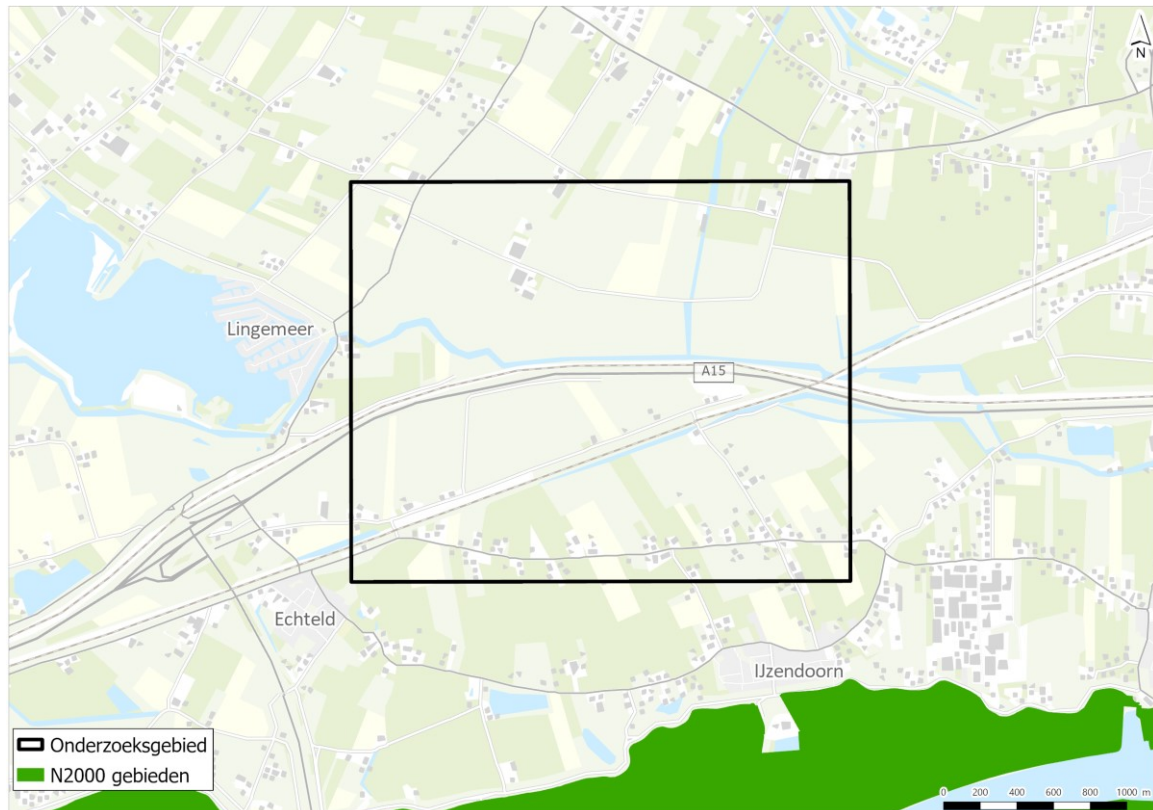 N
Lingemeer
A15
Echteld
IJzendoorn
Onderzoeksgebied
N2000 gebieden
0 200 400 600 800 1000 m